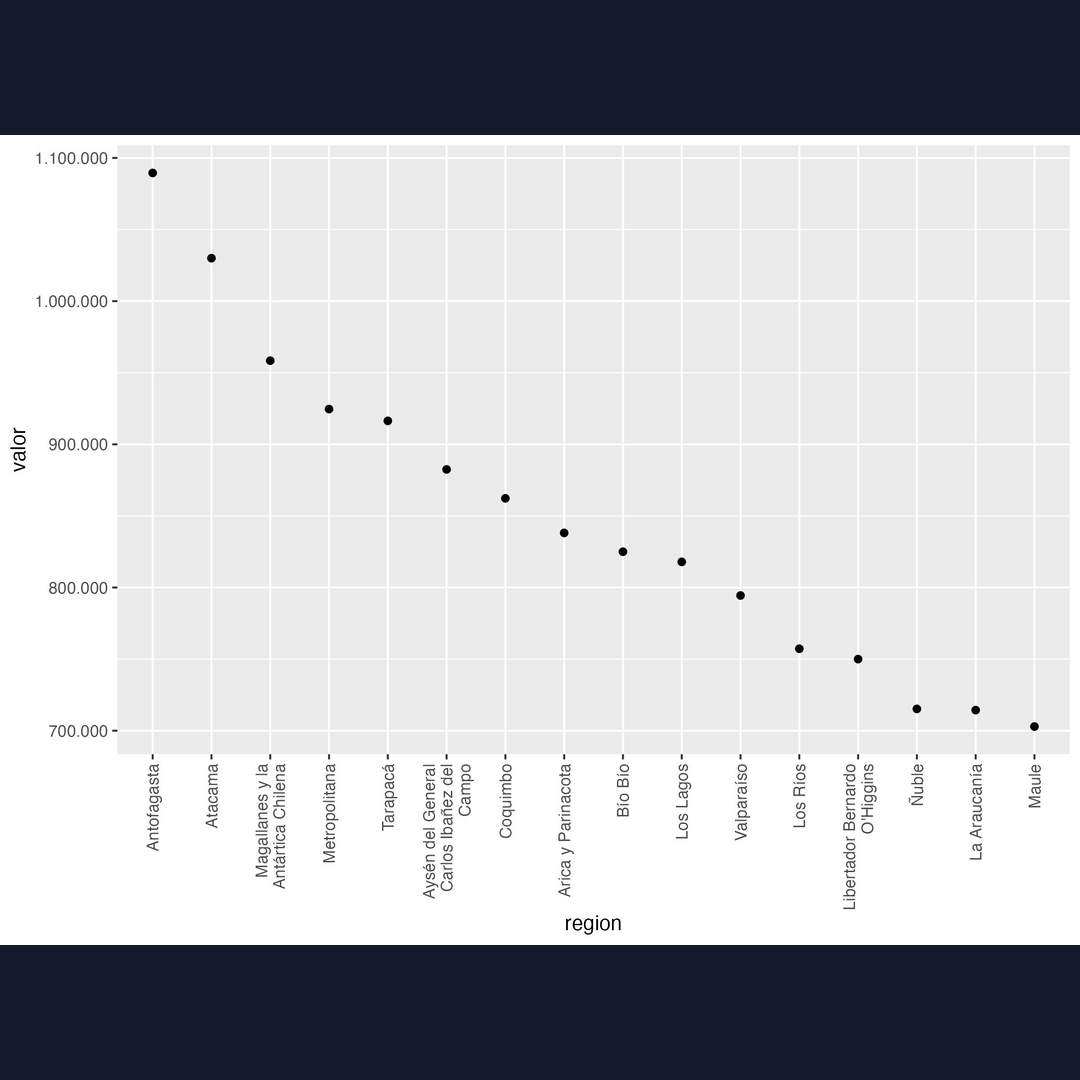 1.100.000
1.000.000
900.000
800.000
700.000
valor
Antofagasta
Atacama
Magallanes y la
Antártica Chilena
Metropolitana
Tarapacá
Aysén del General
Carlos Ibañez del
Campo
Coquimbo
Arica y Parinacota
Bío Bío
Los Lagos
Valparaíso
Los Ríos
Libertador Bernardo
O'Higgins
Ñuble
La Araucanía
Maule
region